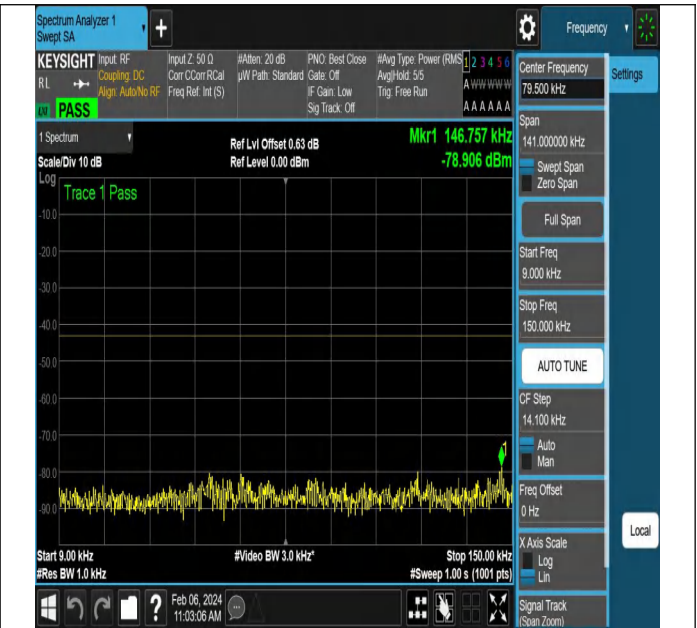 Spectrum Analyzer 1
Swept SA
+
Frequency
KEYSIGHT
RL
PASS
Input: RF
Coupling: DC
Align: Auto/No RF
Input Z: 50 Ω
Corr CCorr RCal
Freq Ref: Int (S)
#Atten: 20 dB
µW Path: Standard
PNO: Best Close
Gate: Off
IF Gain: Low
Sig Track: Off
#Avg Type: Power (RMS
Avg|Hold: 5/5
Trig: Free Run
1 2 3 4 5 6
A W W W W W
A A A A A A
1 Spectrum
Scale/Div 10 dB
Ref Lvl Offset 0.63 dB
Ref Level 0.00 dBm
Mkr1 146.757 kHz
-78.906 dBm
Log
Trace 1 Pass
-10.0
-20.0
-30.0
-40.0
-50.0
-60.0
-70.0
-80.0
-90.0
1
Start 9.00 kHz
#Res BW 1.0 kHz
#Video BW 3.0 kHz*
Stop 150.00 kHz
#Sweep 1.00 s (1001 pts)
?
Feb 06, 2024
11:03:06 AM
Center Frequency
79.500 kHz
Settings
Span
141.000000 kHz
Swept Span
Zero Span
Full Span
Start Freq
9.000 kHz
Stop Freq
150.000 kHz
AUTO TUNE
CF Step
14.100 kHz
Auto
Man
Freq Offset
0 Hz
Local
X Axis Scale
Log
Lin
Signal Track
(Span Zoom)